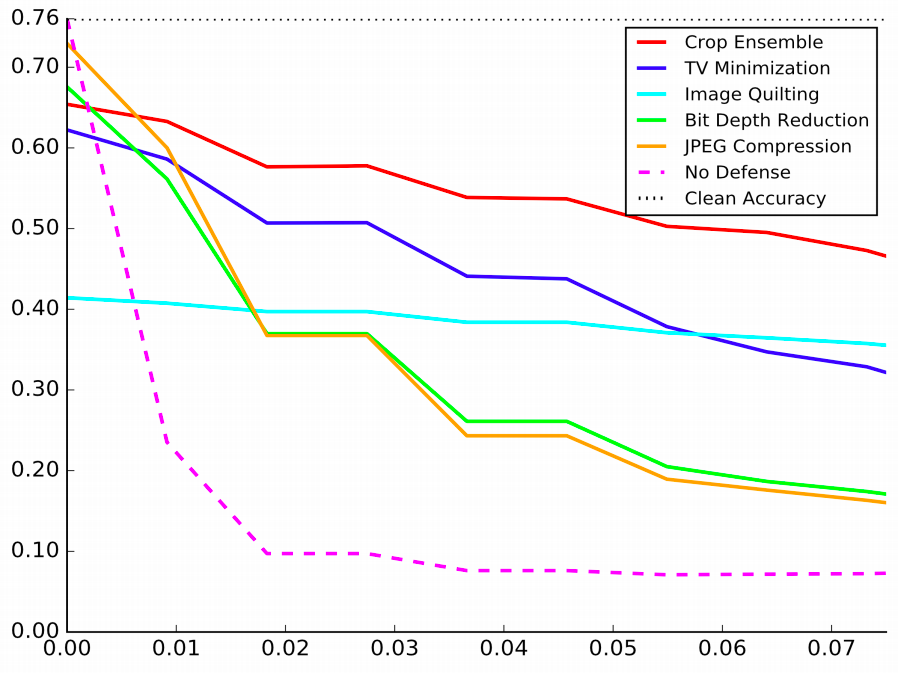 0.76
0.70
0.60
0.50
0.40
0.30
0.20
0.10
0.00
Crop Ensemble
TV Minimization
Image Quilting
Bit Depth Reduction
JPEG Compression
No Defense
Clean Accuracy
0.00 0.01 0.02 0.03 0.04 0.05 0.06 0.07